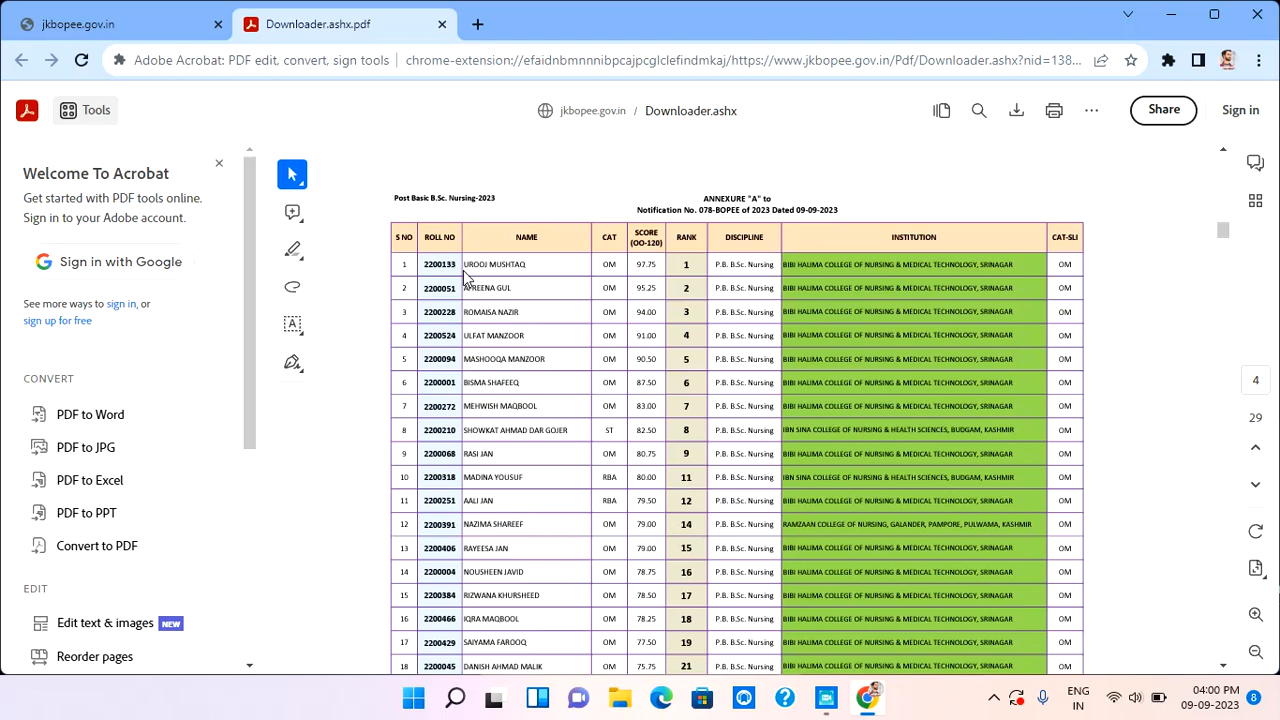 jkbopee.gov.in
Downloader.ashx.pdf
Adobe Acrobat: PDF edit, convert, sign tools | chrome-extension://efaidnbmnnnibpcajpcglclefindmkaj/https://www.jkbopee.gov.in/Pdf/Downloader.ashx?nid=138...
Tools
jkbopee.gov.in / Downloader.ashx
Share
Sign in
Welcome To Acrobat
Get started with PDF tools online.
Sign in to your Adobe account.
Sign in with Google
See more ways to sign in, or
sign up for free
CONVERT
PDF to Word
PDF to JPG
PDF to Excel
PDF to PPT
Convert to PDF
EDIT
Edit text & images NEW
Reorder pages
Post Basic B.Sc. Nursing-2023
ANNEXURE "A" to
Notification No. 078-BOPEE of 2023 Dated 09-09-2023
S NO ROLL NO NAME CAT SCORE (OO-120) RANK DISCIPLINE INSTITUTION CAT-SLI
1 2200133 UROOJ MUSHTAQ OM 97.75 1 P.B. B.Sc. Nursing BIBI HALIMA COLLEGE OF NURSING & MEDICAL TECHNOLOGY, SRINAGAR OM
2 2200051 GUL OM 95.25 2 P.B. B.Sc. Nursing BIBI HALIMA COLLEGE OF NURSING & MEDICAL TECHNOLOGY, SRINAGAR OM
3 2200228 ROMAISA NAZIR OM 94.00 3 P.B. B.Sc. Nursing BIBI HALIMA COLLEGE OF NURSING & MEDICAL TECHNOLOGY, SRINAGAR OM
4 2200524 ULFAT MANZOOR OM 91.00 4 P.B. B.Sc. Nursing BIBI HALIMA COLLEGE OF NURSING & MEDICAL TECHNOLOGY, SRINAGAR OM
5 2200094 MASHOOQA MANZOOR OM 90.50 5 P.B. B.Sc. Nursing BIBI HALIMA COLLEGE OF NURSING & MEDICAL TECHNOLOGY, SRINAGAR OM
6 2200001 BISMA SHAFEEQ OM 87.50 6 P.B. B.Sc. Nursing BIBI HALIMA COLLEGE OF NURSING & MEDICAL TECHNOLOGY, SRINAGAR OM
7 2200272 MEHWISH MAQBOOL OM 83.00 7 P.B. B.Sc. Nursing BIBI HALIMA COLLEGE OF NURSING & MEDICAL TECHNOLOGY, SRINAGAR OM
8 2200210 SHOWKAT AHMAD DAR GOJER ST 82.50 8 P.B. B.Sc. Nursing IBN SINA COLLEGE OF NURSING & HEALTH SCIENCES, BUDGAM, KASHMIR OM
9 2200068 RASI JAN OM 80.75 9 P.B. B.Sc. Nursing BIBI HALIMA COLLEGE OF NURSING & MEDICAL TECHNOLOGY, SRINAGAR OM
10 2200318 MADINA YOUSUF RBA 80.00 11 P.B. B.Sc. Nursing IBN SINA COLLEGE OF NURSING & HEALTH SCIENCES, BUDGAM, KASHMIR OM
11 2200251 AALI JAN RBA 79.50 12 P.B. B.Sc. Nursing BIBI HALIMA COLLEGE OF NURSING & MEDICAL TECHNOLOGY, SRINAGAR OM
12 2200391 NAZIMA SHAREEF OM 79.00 14 P.B. B.Sc. Nursing RAMZAAN COLLEGE OF NURSING, GALANDER, PAMPORE, PULWAMA, KASHMIR OM
13 2200406 RAYEESA JAN OM 79.00 15 P.B. B.Sc. Nursing BIBI HALIMA COLLEGE OF NURSING & MEDICAL TECHNOLOGY, SRINAGAR OM
14 2200004 NOUSHEEN JAVID OM 78.75 16 P.B. B.Sc. Nursing BIBI HALIMA COLLEGE OF NURSING & MEDICAL TECHNOLOGY, SRINAGAR OM
15 2200384 RIZWANA KHURSHEED OM 78.50 17 P.B. B.Sc. Nursing BIBI HALIMA COLLEGE OF NURSING & MEDICAL TECHNOLOGY, SRINAGAR OM
16 2200466 IQRA MAQBOOL OM 78.25 18 P.B. B.Sc. Nursing BIBI HALIMA COLLEGE OF NURSING & MEDICAL TECHNOLOGY, SRINAGAR OM
17 2200429 SAIYAMA FAROOQ OM 77.50 19 P.B. B.Sc. Nursing BIBI HALIMA COLLEGE OF NURSING & MEDICAL TECHNOLOGY, SRINAGAR OM
18 2200045 DANISH AHMAD MALIK OM 75.75 21 P.B. B.Sc. Nursing BIBI HALIMA COLLEGE OF NURSING & MEDICAL TECHNOLOGY, SRINAGAR OM
4
29
ENG
IN
04:00 PM
09-09-2023
8